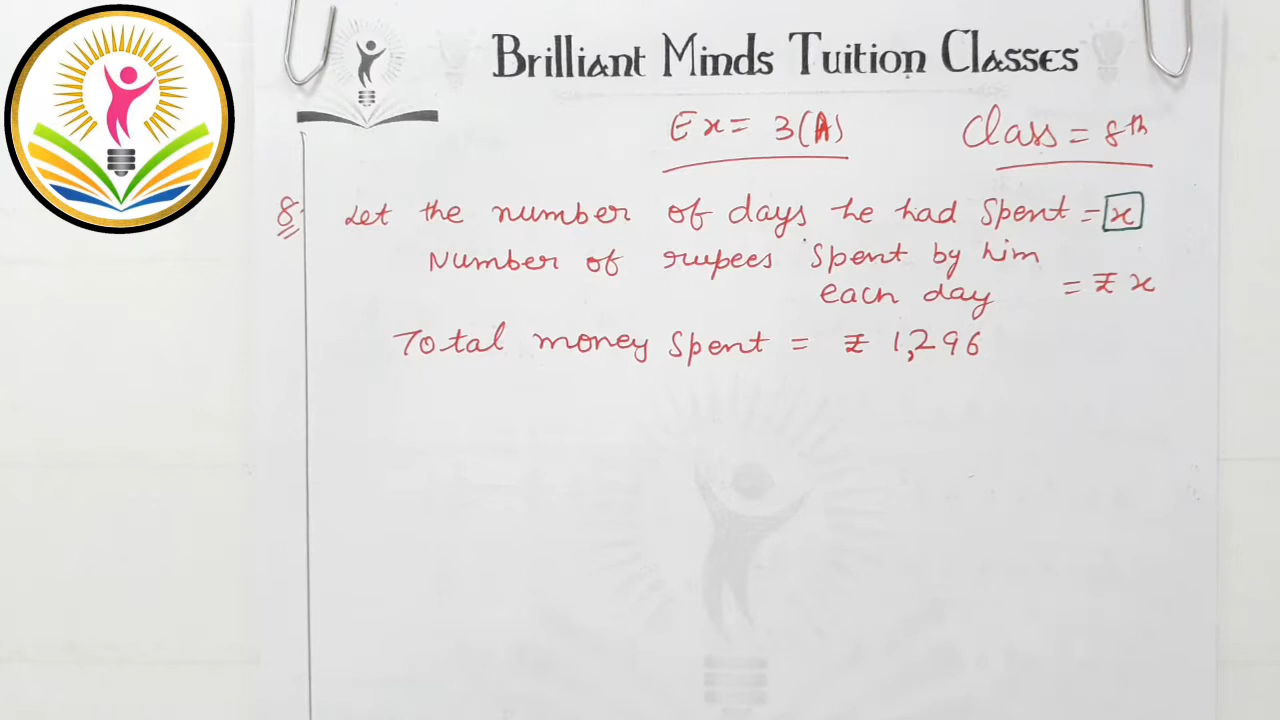 Brilliant Minds Tuition Classes
Ex = 3(A) Class = 8th
8. Let the number of days he had spent = x
Number of rupees spent by him
each day = ₹ x
Total money spent = ₹ 1,296